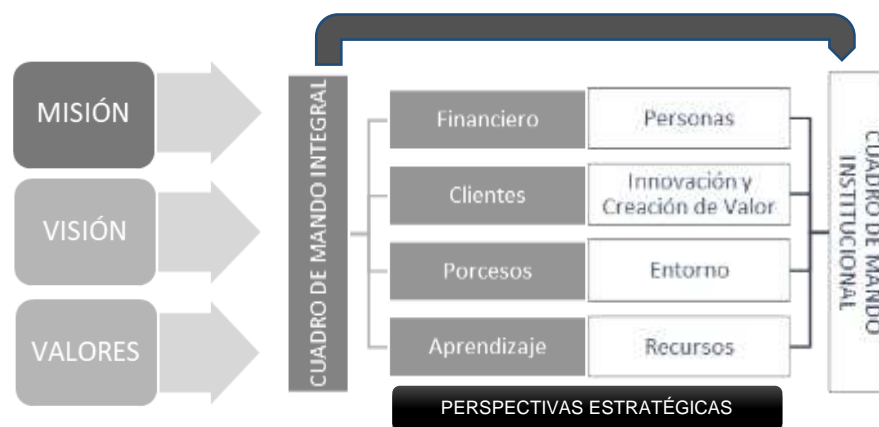 MISIÓN
VISIÓN
VALORES
CUADRO DE MANDO INTEGRAL
Financiero
Personas
Clientes
Innovación y
Creación de Valor
Porcesos
Entorno
Aprendizaje
Recursos
CUADRO DE MANDO
INSTITUCIONAL
PERSPECTIVAS ESTRATÉGICAS